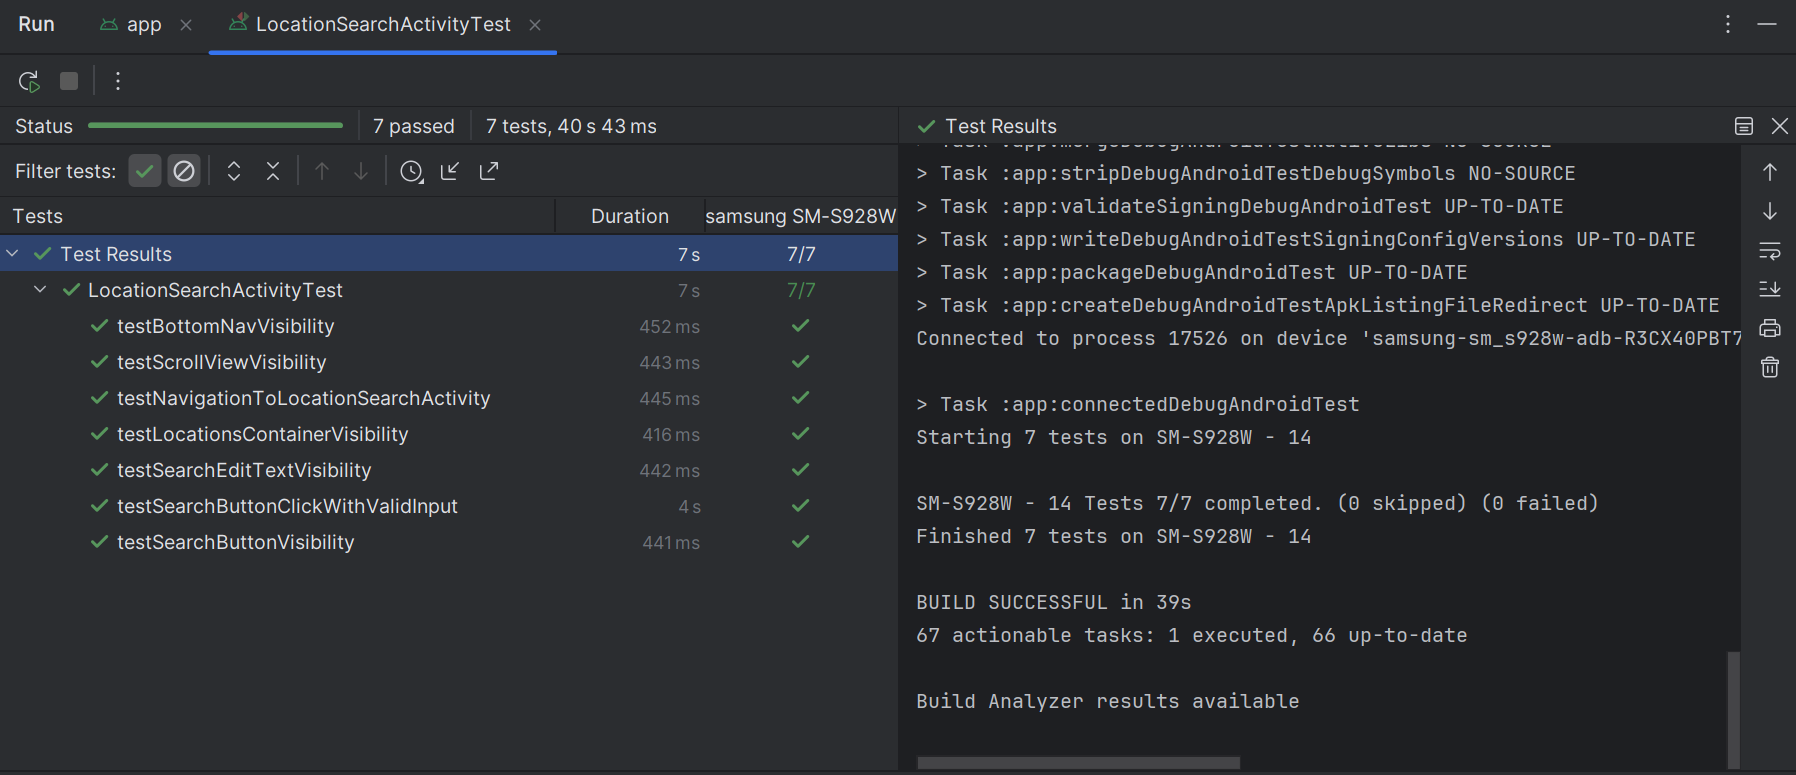 Run app LocationSearchActivityTest
Status 7 passed 7 tests, 40 s 43 ms
Filter tests:
Tests Duration samsung SM-S928W
Test Results 7 s 7/7
LocationSearchActivityTest 7 s 7/7
testBottomNavVisibility 452 ms
testScrollViewVisibility 443 ms
testNavigationToLocationSearchActivity 445 ms
testLocationsContainerVisibility 416 ms
testSearchEditTextVisibility 442 ms
testSearchButtonClickWithValidInput 4 s
testSearchButtonVisibility 441 ms
Test Results
> Task :app:mergeDebugAndroidTestNativeLibs NO-SOURCE
> Task :app:stripDebugAndroidTestDebugSymbols NO-SOURCE
> Task :app:validateSigningDebugAndroidTest UP-TO-DATE
> Task :app:writeDebugAndroidTestSigningConfigVersions UP-TO-DATE
> Task :app:packageDebugAndroidTest UP-TO-DATE
> Task :app:createDebugAndroidTestApkListingFileRedirect UP-TO-DATE
Connected to process 17526 on device 'samsung-sm_s928w-adb-R3CX40PBT7
> Task :app:connectedDebugAndroidTest
Starting 7 tests on SM-S928W - 14
SM-S928W - 14 Tests 7/7 completed. (0 skipped) (0 failed)
Finished 7 tests on SM-S928W - 14
BUILD SUCCESSFUL in 39s
67 actionable tasks: 1 executed, 66 up-to-date
Build Analyzer results available